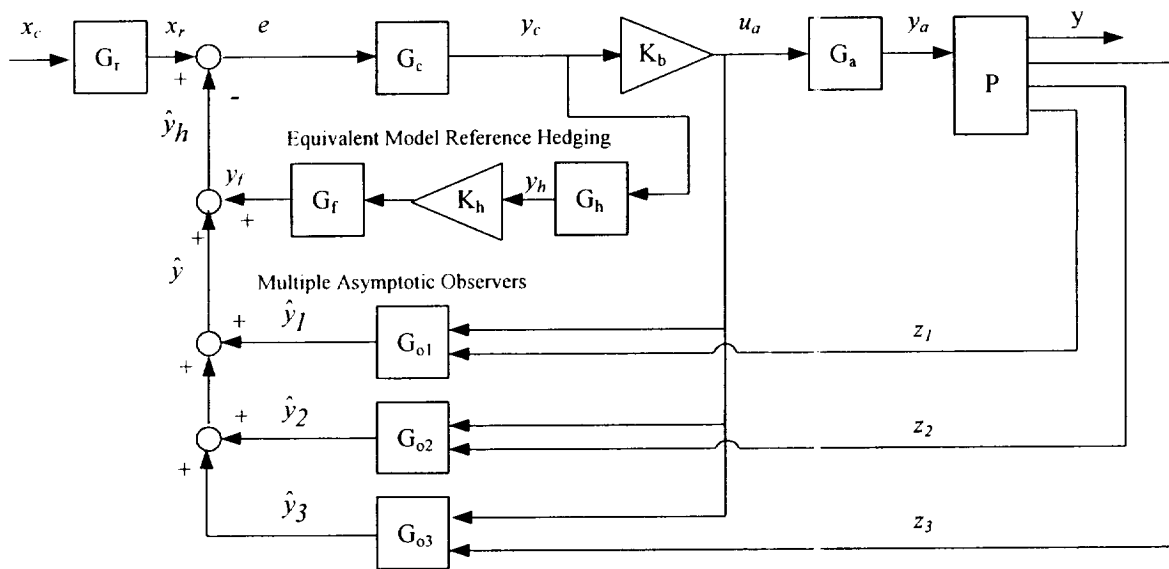 x_c
G_r
x_r
+
-
e
G_c
y_c
K_b
u_a
G_a
y_a
P
y
ŷ_h
Equivalent Model Reference Hedging
y_f
+
+
G_f
K_h
y_h
G_h
ŷ
Multiple Asymptotic Observers
ŷ_1
+
+
G_o1
z_1
ŷ_2
+
+
G_o2
z_2
ŷ_3
G_o3
z_3